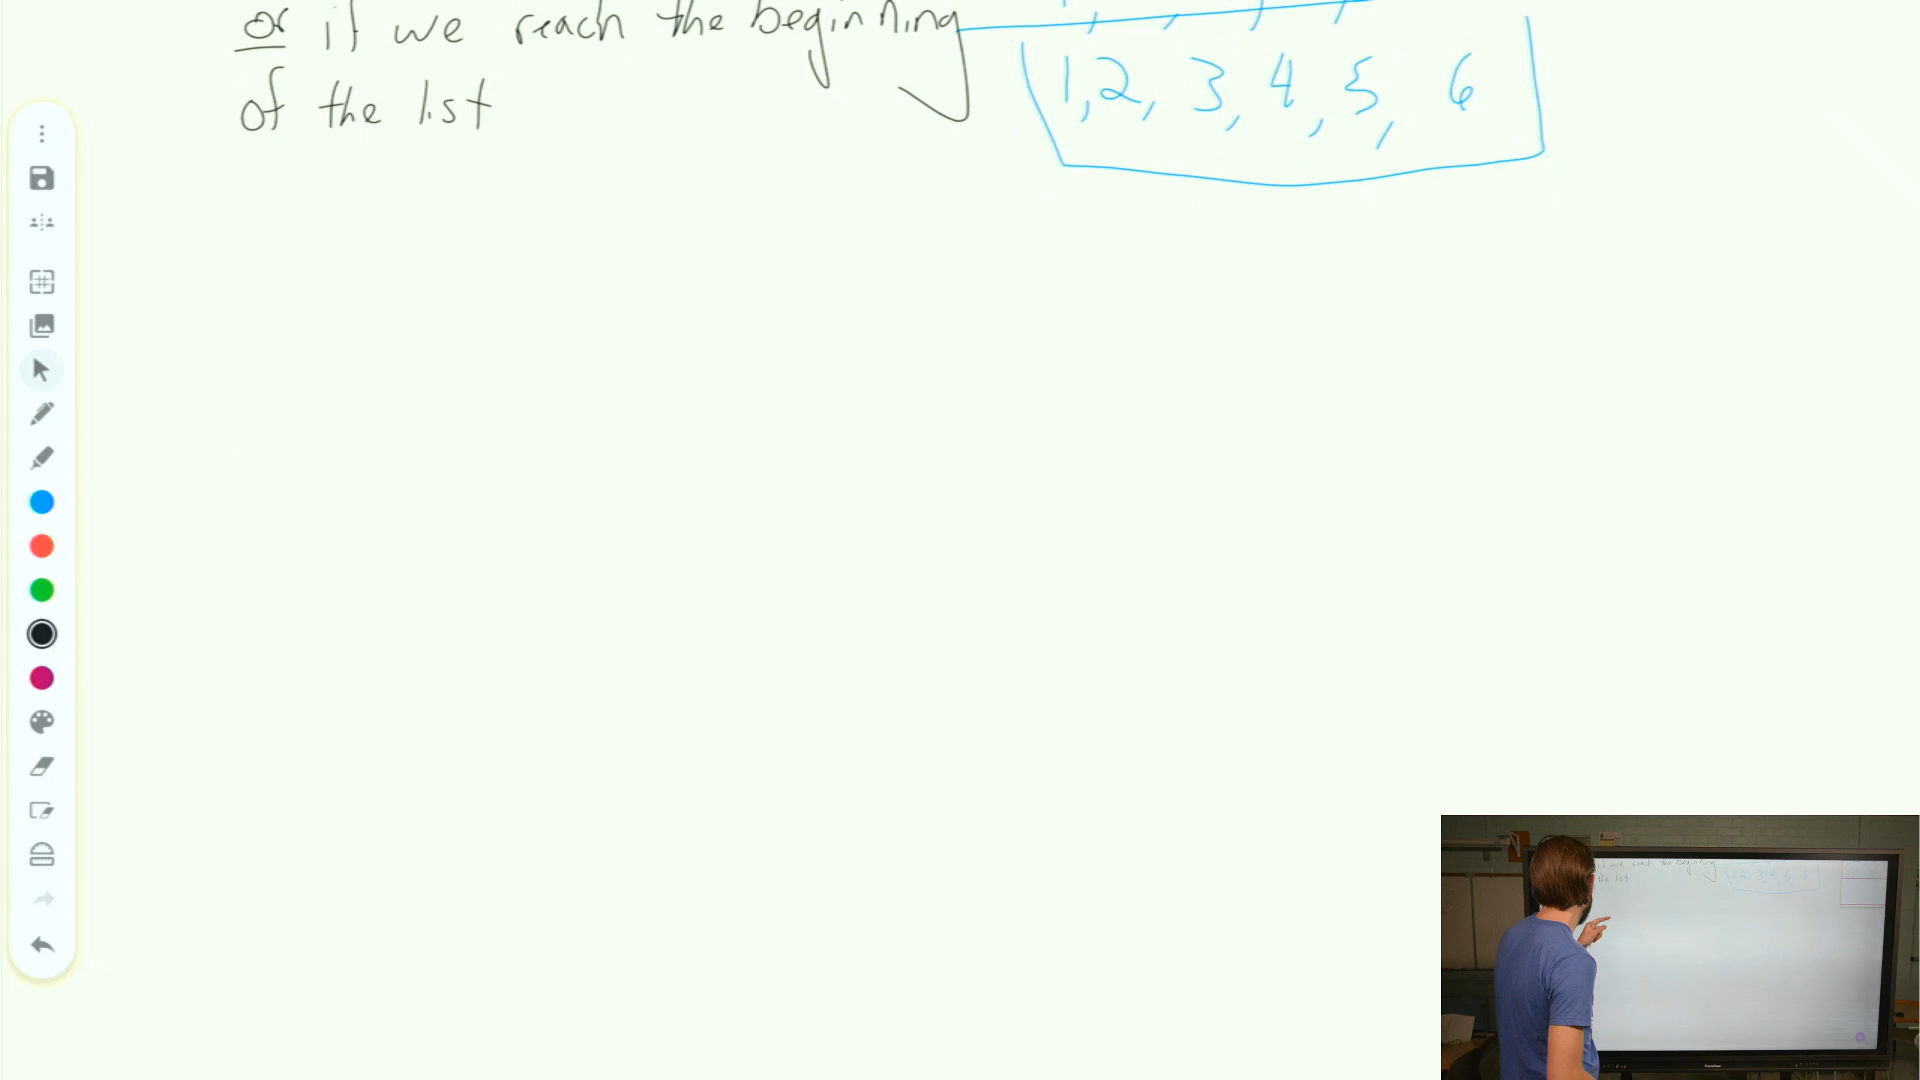 or if we reach the beginning
of the list
1, 2, 3, 4, 5, 6